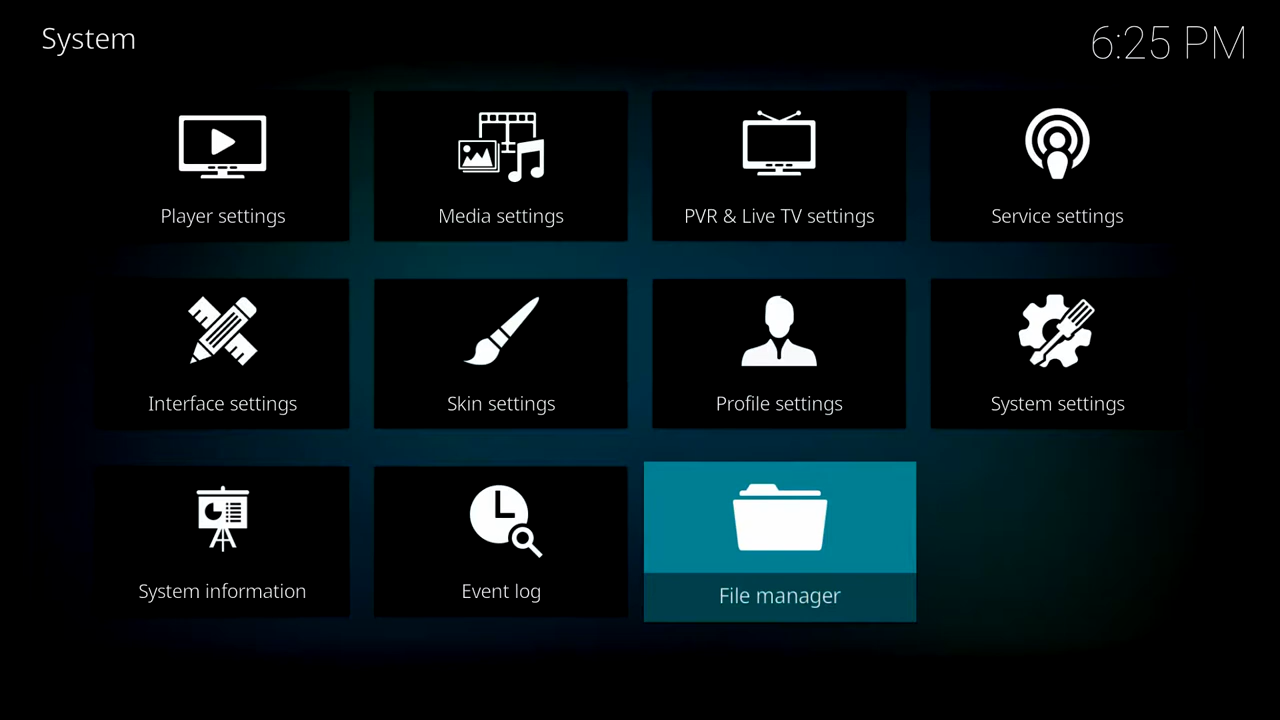 System
6:25 PM
Player settings
Media settings
PVR & Live TV settings
Service settings
Interface settings
Skin settings
Profile settings
System settings
System information
Event log
File manager